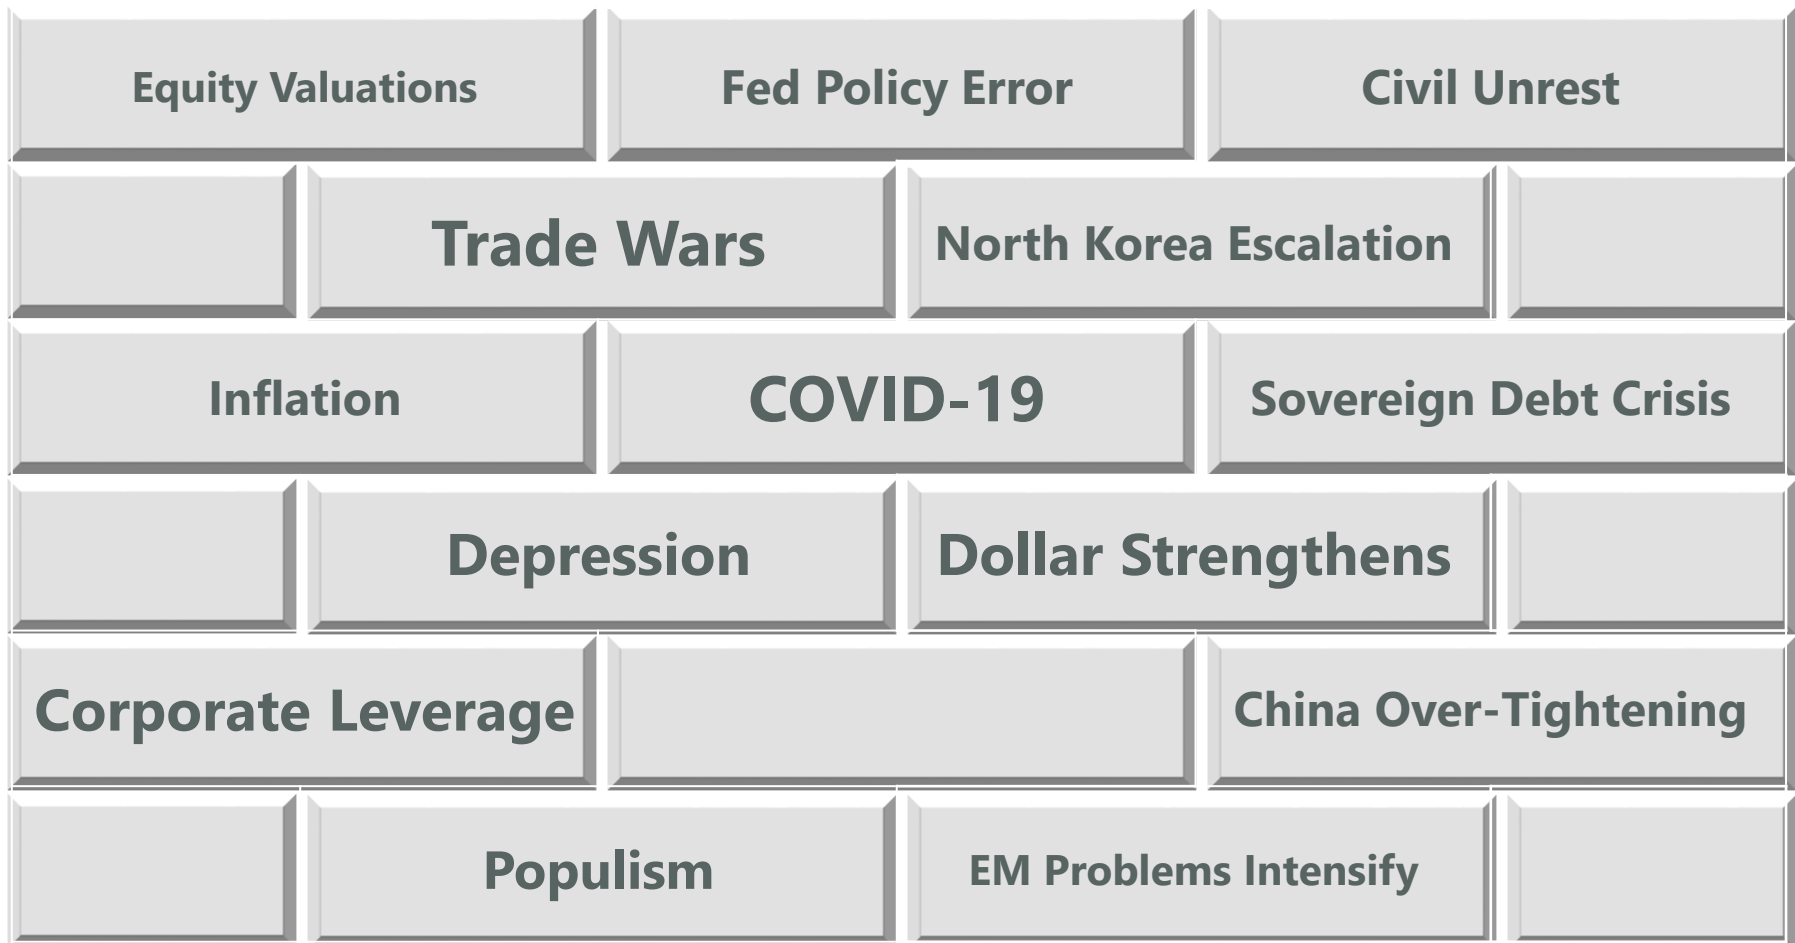 Equity Valuations
Fed Policy Error
Civil Unrest
Trade Wars
North Korea Escalation
Inflation
COVID-19
Sovereign Debt Crisis
Depression
Dollar Strengthens
Corporate Leverage
China Over-Tightening
Populism
EM Problems Intensify